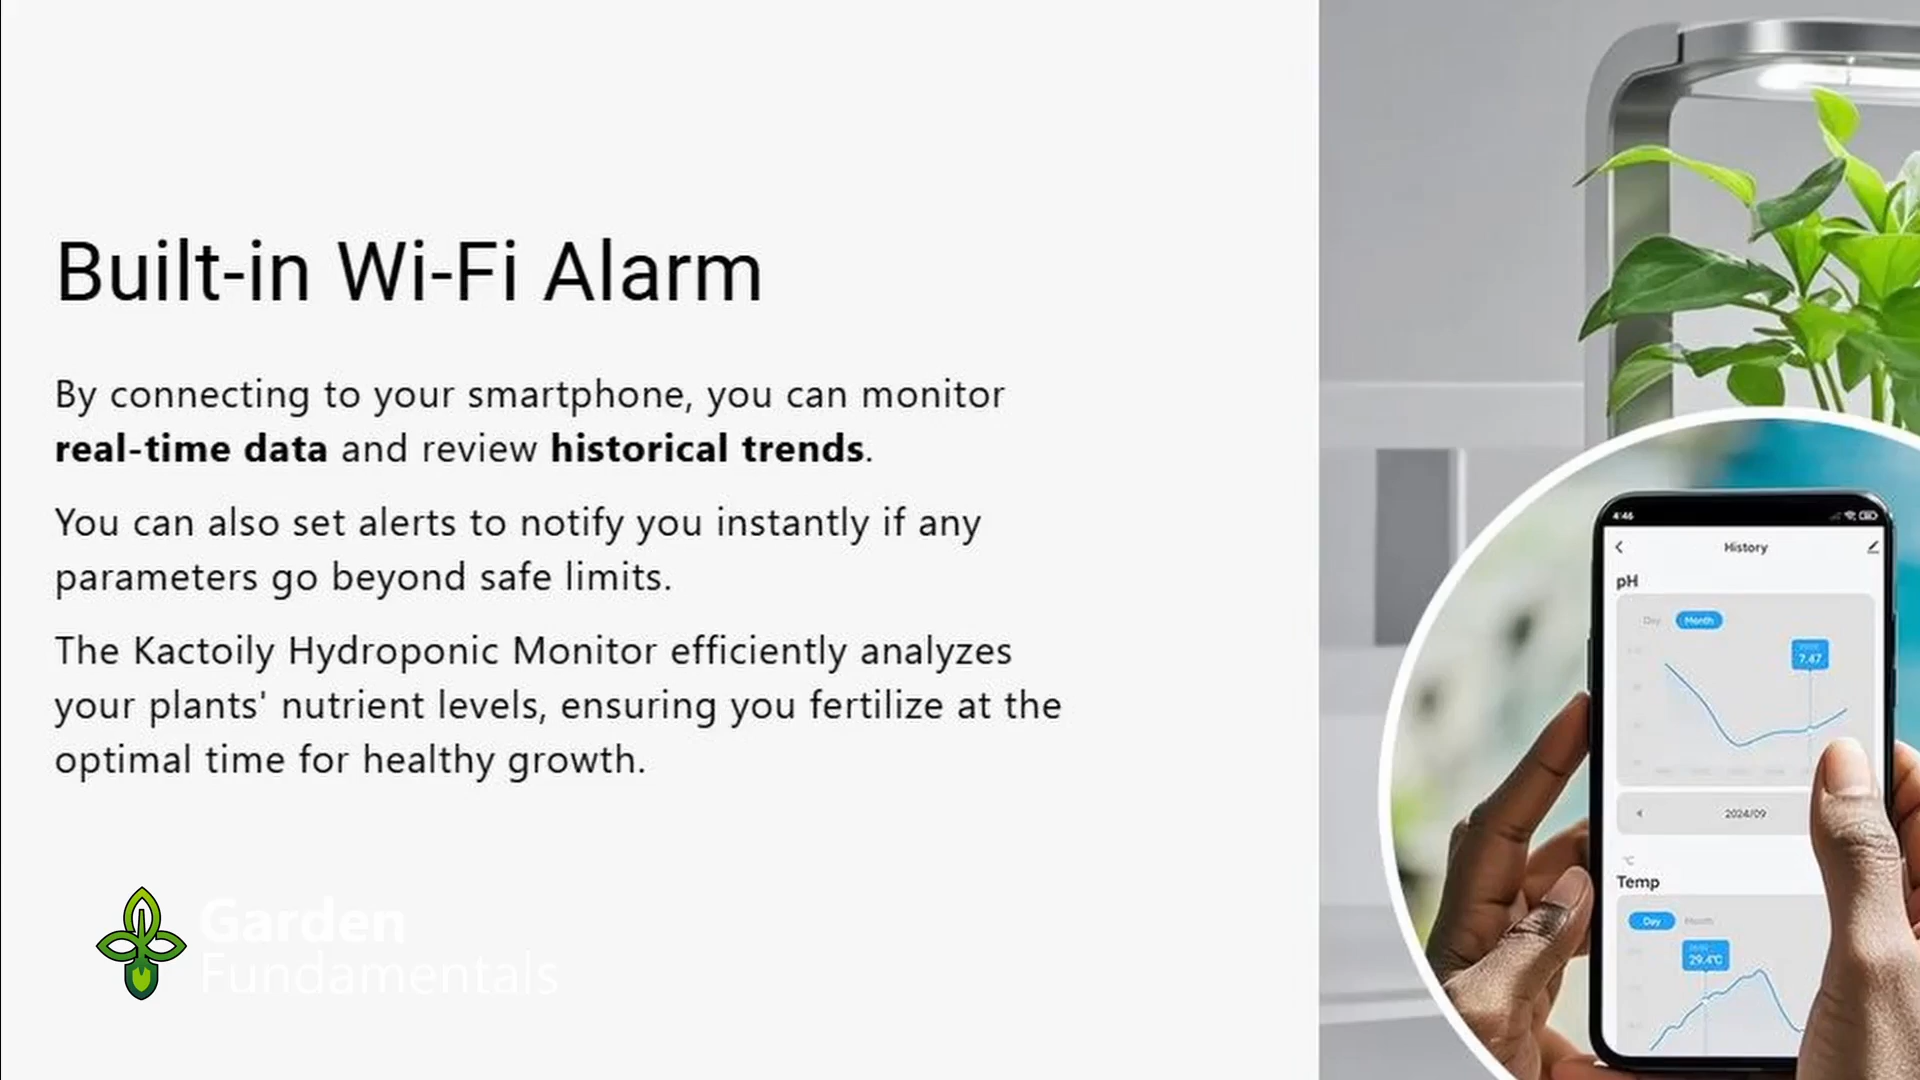 Built-in Wi-Fi Alarm
By connecting to your smartphone, you can monitor
real-time data and review historical trends.
You can also set alerts to notify you instantly if any
parameters go beyond safe limits.
The Kactoily Hydroponic Monitor efficiently analyzes
your plants' nutrient levels, ensuring you fertilize at the
optimal time for healthy growth.
Garden
Fundamentals
4:46
History
pH
Day Month
7.47
2024/09
℃
Temp
Day Month
29.4℃